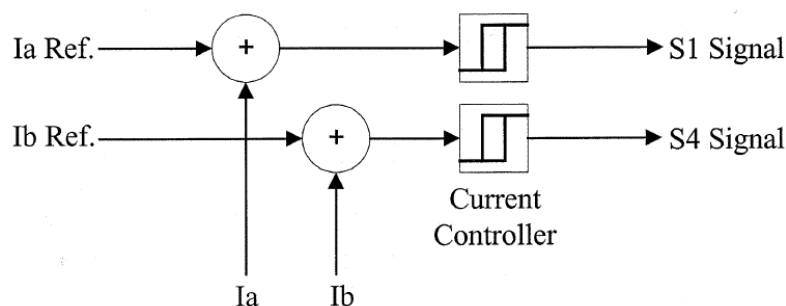 Ia Ref.
+
S1 Signal
Ib Ref.
+
S4 Signal
Current
Controller
Ia
Ib